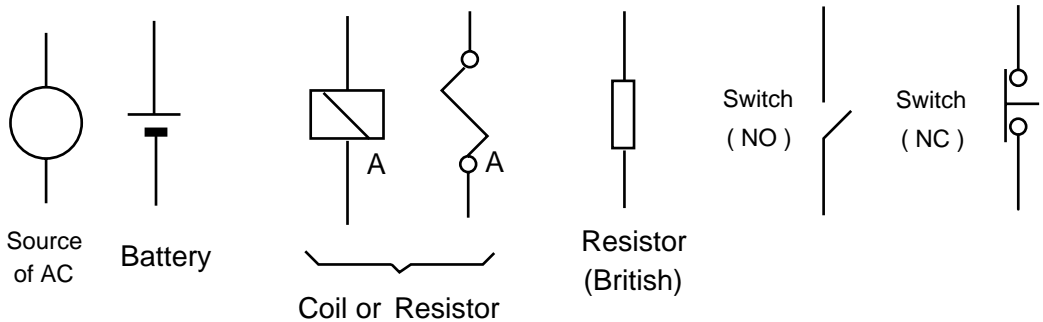 Source
of AC
Battery
A
A
Coil or Resistor
Resistor
(British)
Switch
( NO )
Switch
( NC )